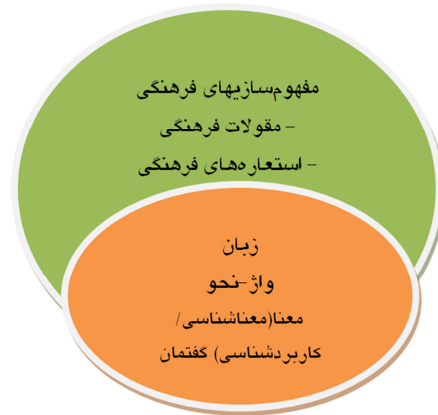 مفهوم‌سازیهای فرهنگی
- مقولات فرهنگی
- استعاره‌های فرهنگی
زبان
واژ-نحو
معنا(معناشناسی/
کاربردشناسی) گفتمان